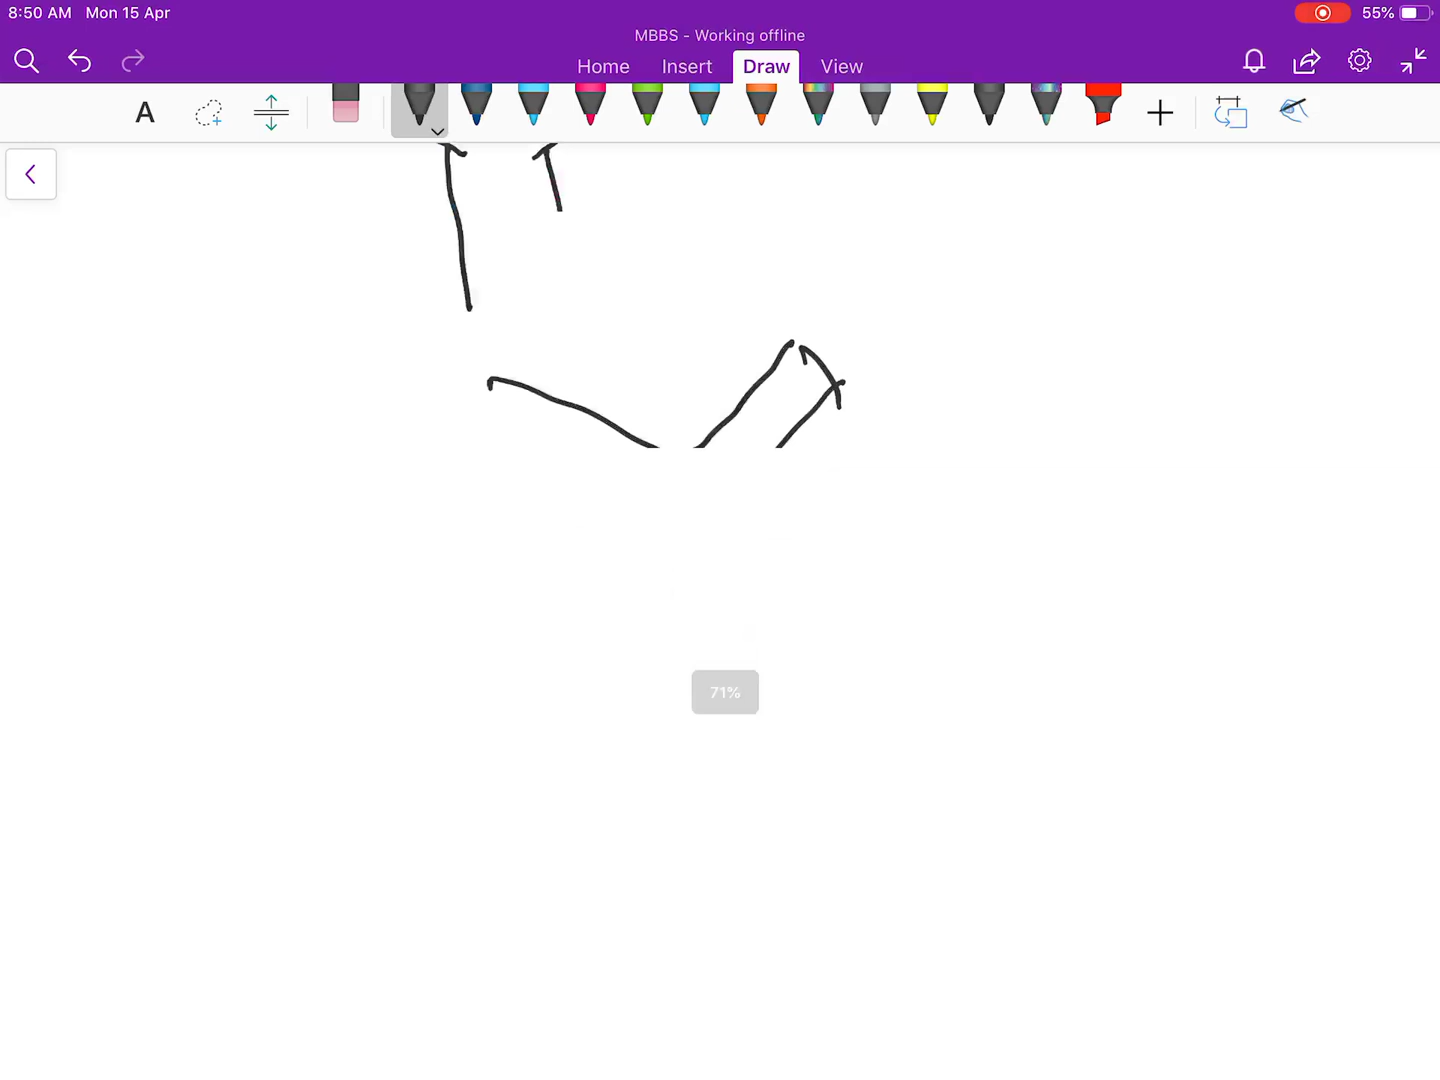 8:50 AM Mon 15 Apr
55%
MBBS - Working offline
Home Insert Draw View
A
71%